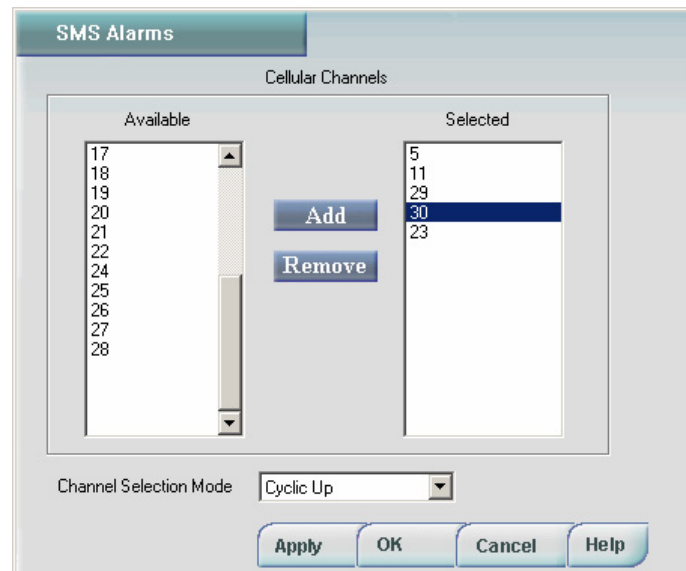 SMS Alarms
Cellular Channels
Available
Selected
17
18
19
20
21
22
24
25
26
27
28
Add
Remove
5
11
29
30
23
Channel Selection Mode
Cyclic Up
Apply
OK
Cancel
Help